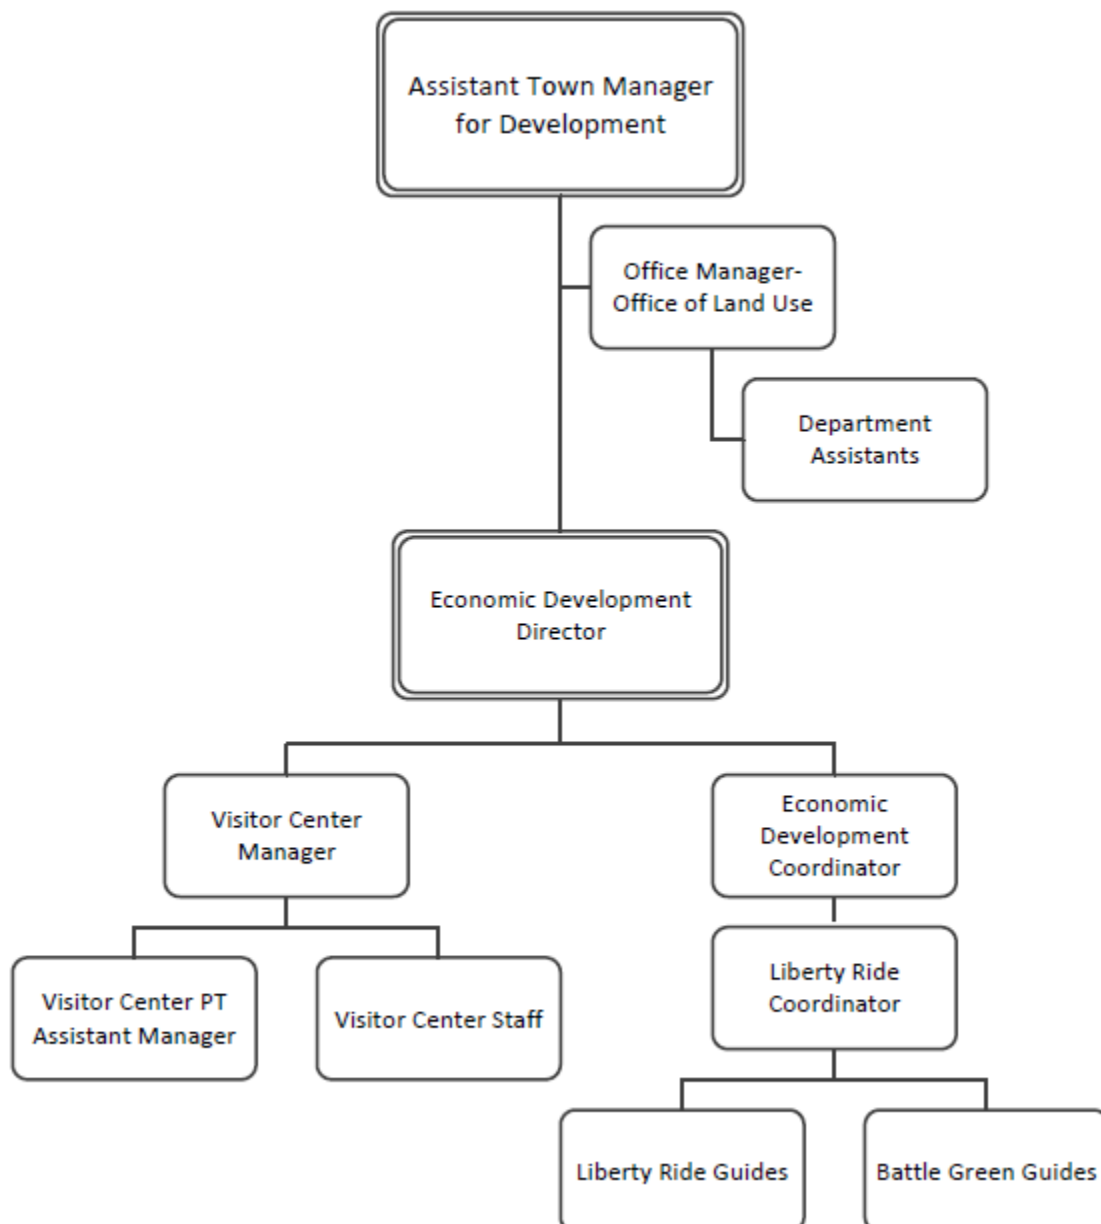 Assistant Town Manager
for Development
Office Manager-
Office of Land Use
Department
Assistants
Economic Development
Director
Visitor Center
Manager
Economic
Development
Coordinator
Visitor Center PT
Assistant Manager
Visitor Center Staff
Liberty Ride
Coordinator
Liberty Ride Guides
Battle Green Guides